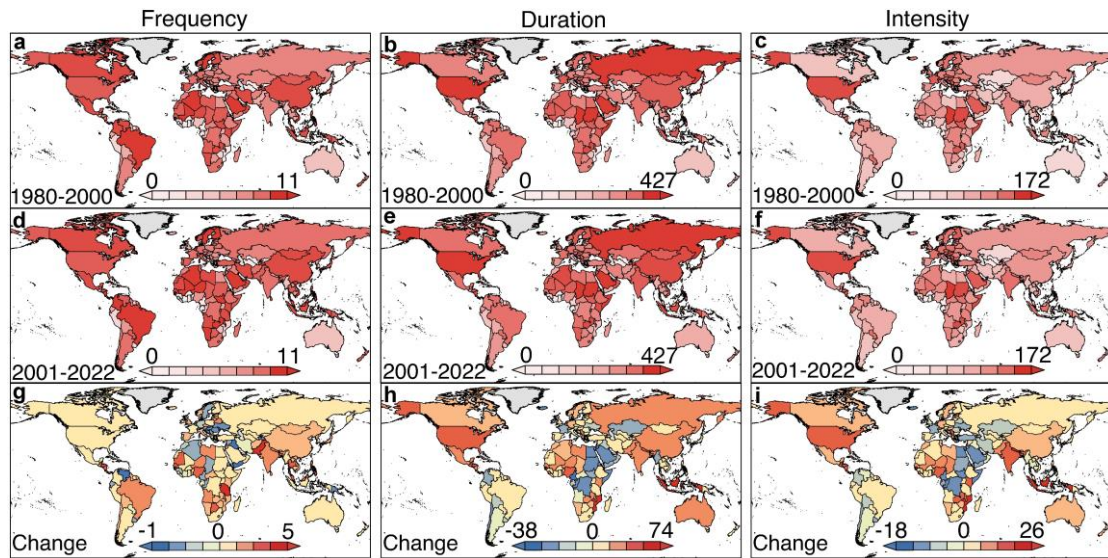 Frequency Duration Intensity
a b c
0 11 0 427 0 172
1980-2000 1980-2000 1980-2000
d e f
0 11 0 427 0 172
2001-2022 2001-2022 2001-2022
g h i
-1 0 5 -38 0 74 -18 0 26
Change Change Change